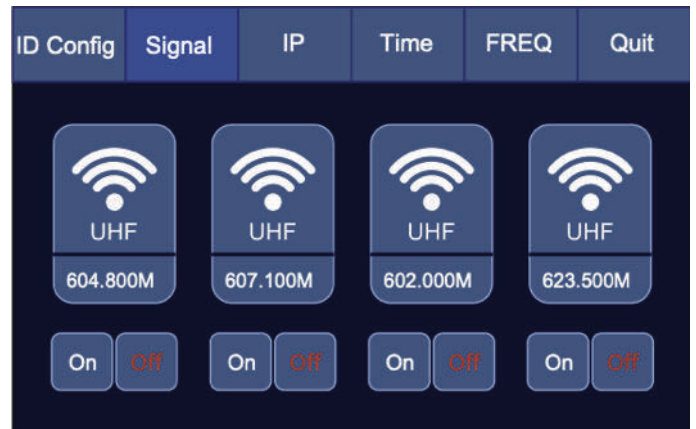 ID Config Signal IP Time FREQ Quit
UHF UHF UHF UHF
604.800M 607.100M 602.000M 623.500M
On Off On Off On Off On Off